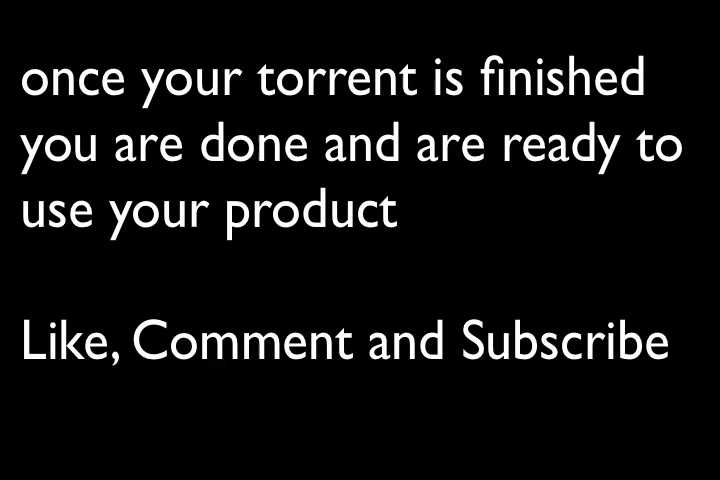 once your torrent is finished
you are done and are ready to
use your product
Like, Comment and Subscribe